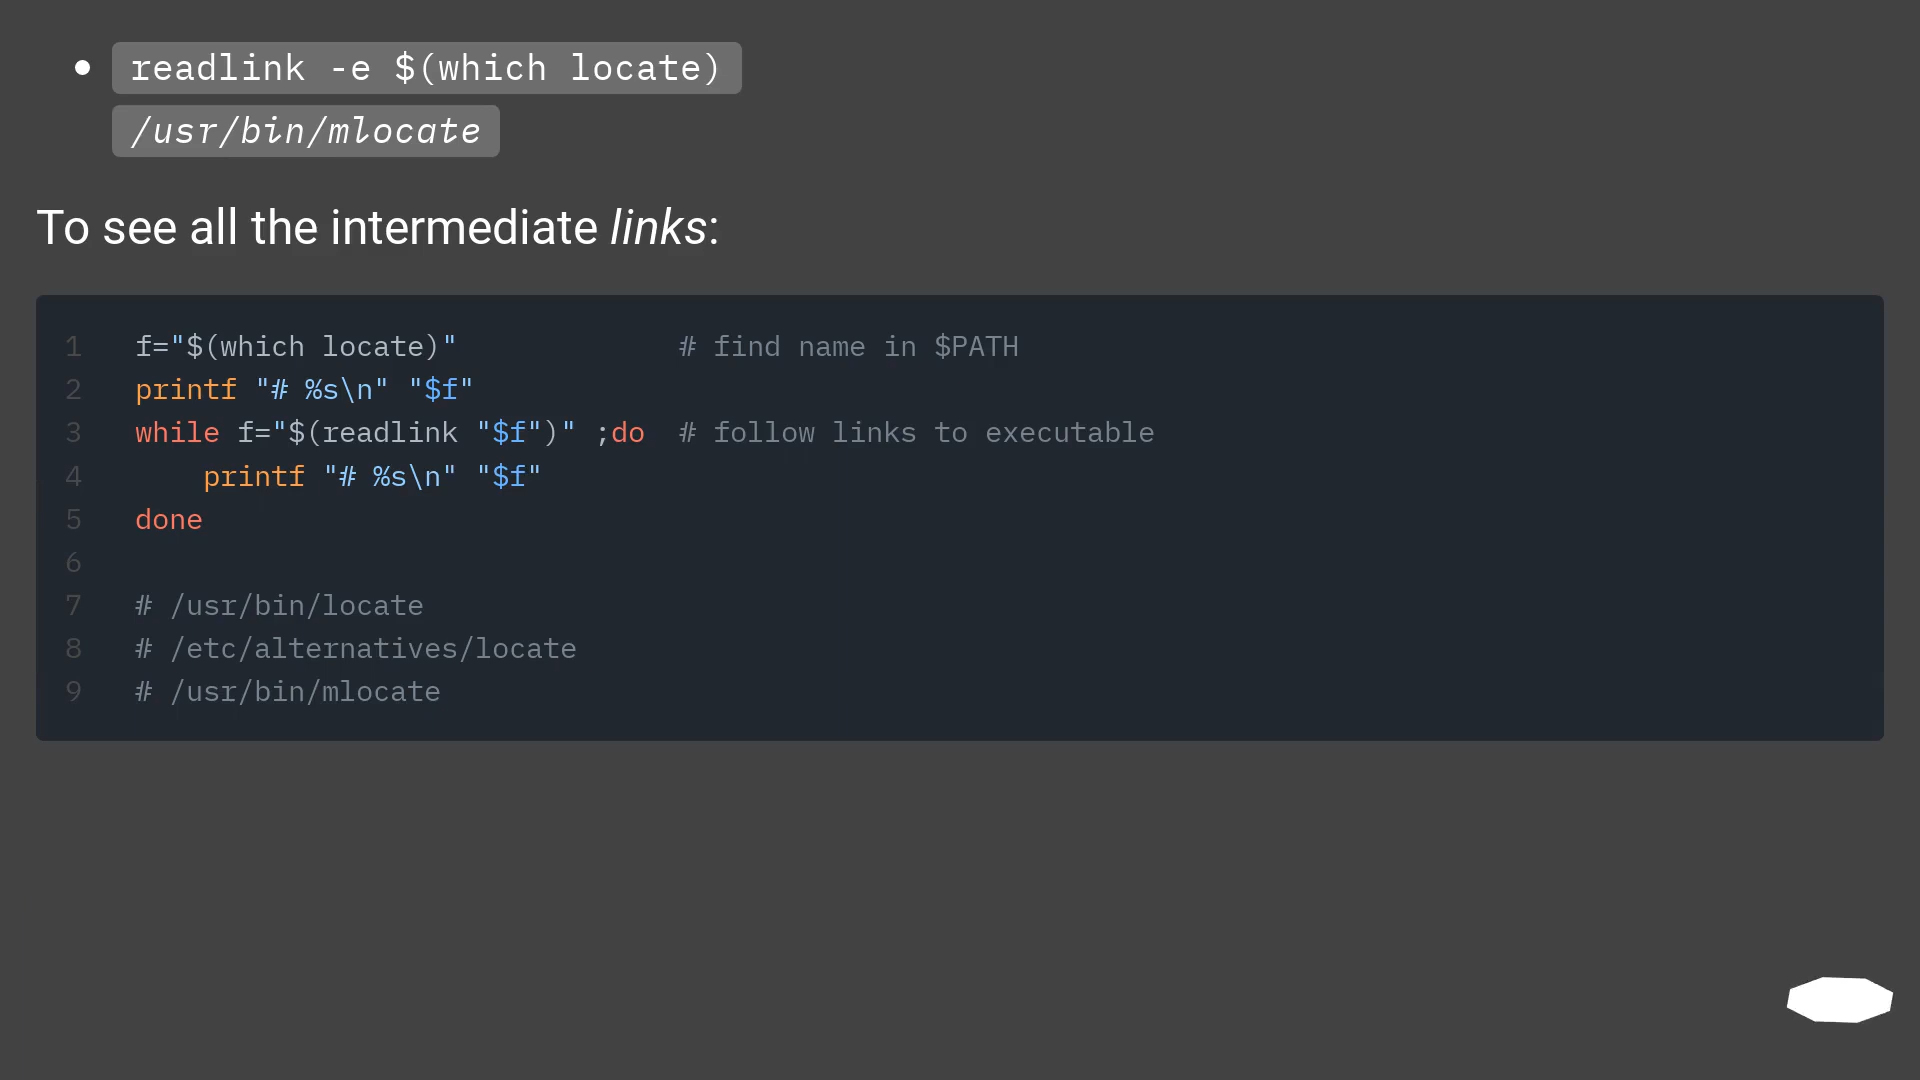 • readlink -e $(which locate)
/usr/bin/mlocate
To see all the intermediate links:
1 f="$(which locate)" # find name in $PATH
2 printf "# %s\n" "$f"
3 while f="$(readlink "$f")" ;do # follow links to executable
4 printf "# %s\n" "$f"
5 done
6
7 # /usr/bin/locate
8 # /etc/alternatives/locate
9 # /usr/bin/mlocate